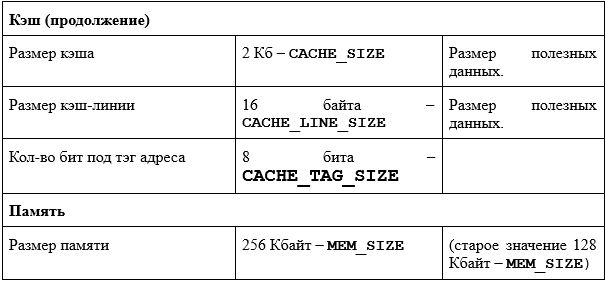 Кэш (продолжение)
Размер кэша
2 Кб – CACHE_SIZE
Размер полезных
данных.
Размер кэш-линии
16 байта –
CACHE_LINE_SIZE
Размер полезных
данных.
Кол-во бит под тэг адреса
8 бита –
CACHE_TAG_SIZE
Память
Размер памяти
256 Кбайт – MEM_SIZE
(старое значение 128
Кбайт – MEM_SIZE)